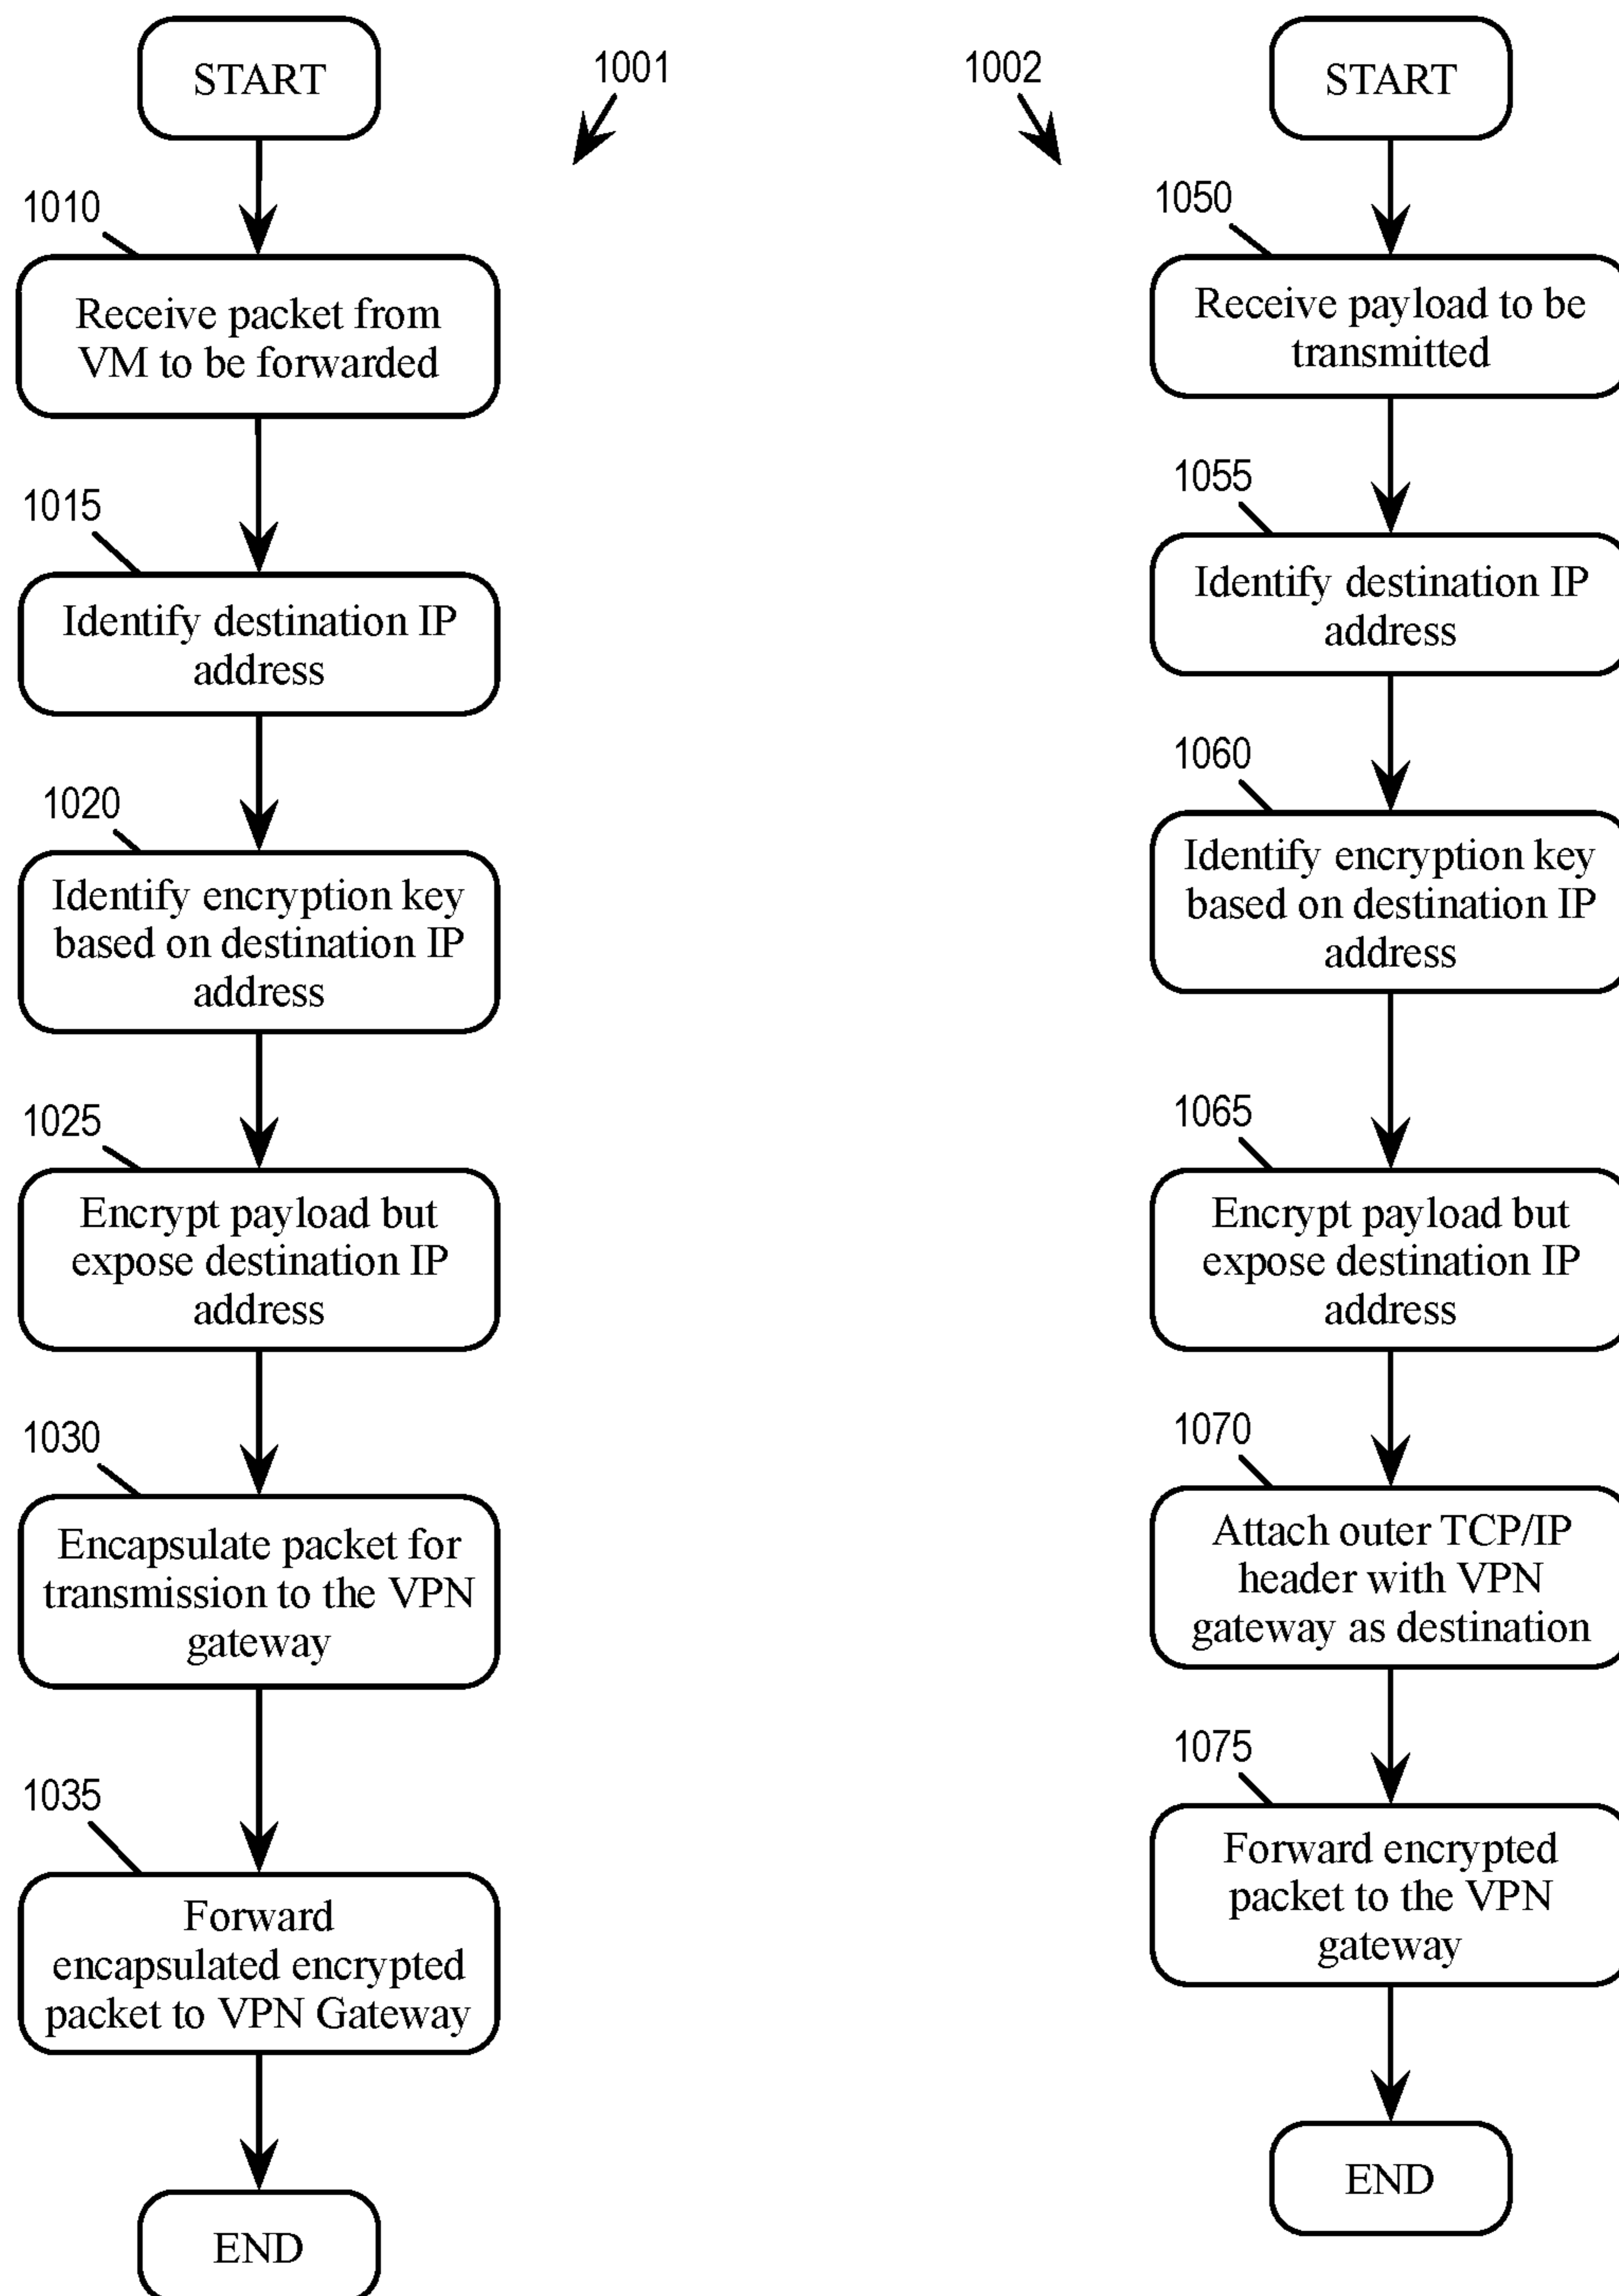 START
1001
1010
Receive packet from
VM to be forwarded
1015
Identify destination IP
address
1020
Identify encryption key
based on destination IP
address
1025
Encrypt payload but
expose destination IP
address
1030
Encapsulate packet for
transmission to the VPN
gateway
1035
Forward
encapsulated encrypted
packet to VPN Gateway
END
1002
START
1050
Receive payload to be
transmitted
1055
Identify destination IP
address
1060
Identify encryption key
based on destination IP
address
1065
Encrypt payload but
expose destination IP
address
1070
Attach outer TCP/IP
header with VPN
gateway as destination
1075
Forward encrypted
packet to the VPN
gateway
END